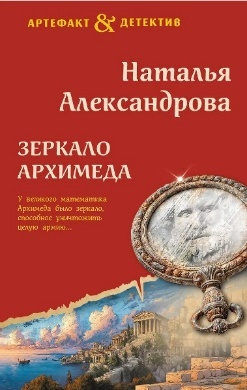 АРТЕФАКТ & ДЕТЕКТИВ
Наталья
Александрова
ЗЕРКАЛО
АРХИМЕДА
У великого математика
Архимеда было зеркало,
способное уничтожить
целую армию...